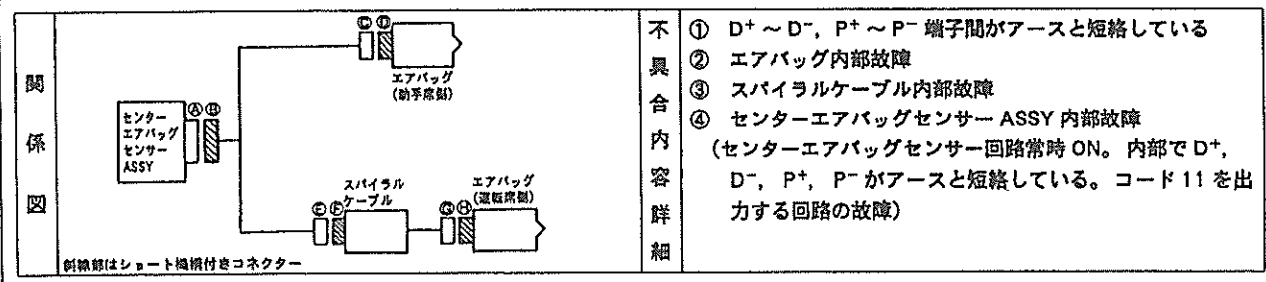 関係図
Ⓒ Ⓓ
エアバッグ
(助手席側)
Ⓐ Ⓑ
センター
エアバッグ
センサー
ASSY
スパイラル
ケーブル
エアバッグ
(運転席側)
Ⓔ Ⓕ
Ⓖ Ⓗ
斜線部はショート機構付きコネクター
不具合内容詳細
① D⁺ ～ D⁻, P⁺ ～ P⁻ 端子間がアースと短絡している
② エアバッグ内部故障
③ スパイラルケーブル内部故障
④ センターエアバッグセンサー ASSY 内部故障
(センターエアバッグセンサー回路常時 ON。内部で D⁺,
D⁻, P⁺, P⁻ がアースと短絡している。コード 11 を出
力する回路の故障)